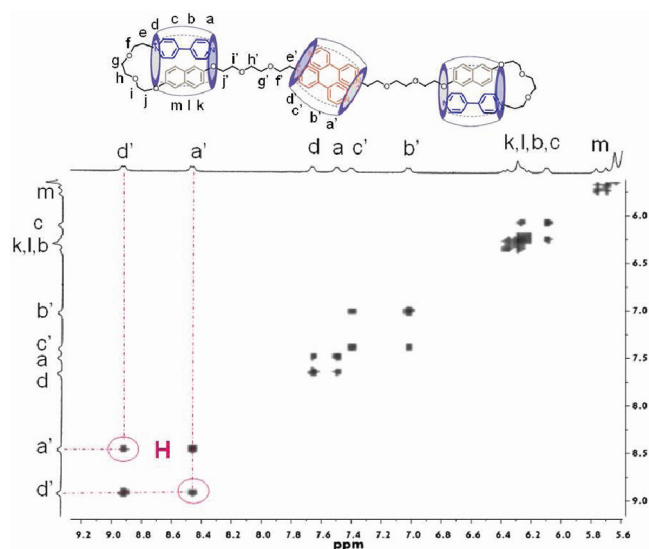 d c b a
f e
g
h
i j m l k
j' i' h' g' f' e'
d' c' b' a'
d' a' d a c' b' k,l,b,c m
m
c
k,l,b
b'
c'
a
d
a'
d'
H
6.0
6.5
7.0
7.5
8.0
8.5
9.0
9.2 9.0 8.8 8.6 8.4 8.2 8.0 7.8 7.6 7.4 7.2 7.0 6.8 6.6 6.4 6.2 6.0 5.8 5.6
ppm